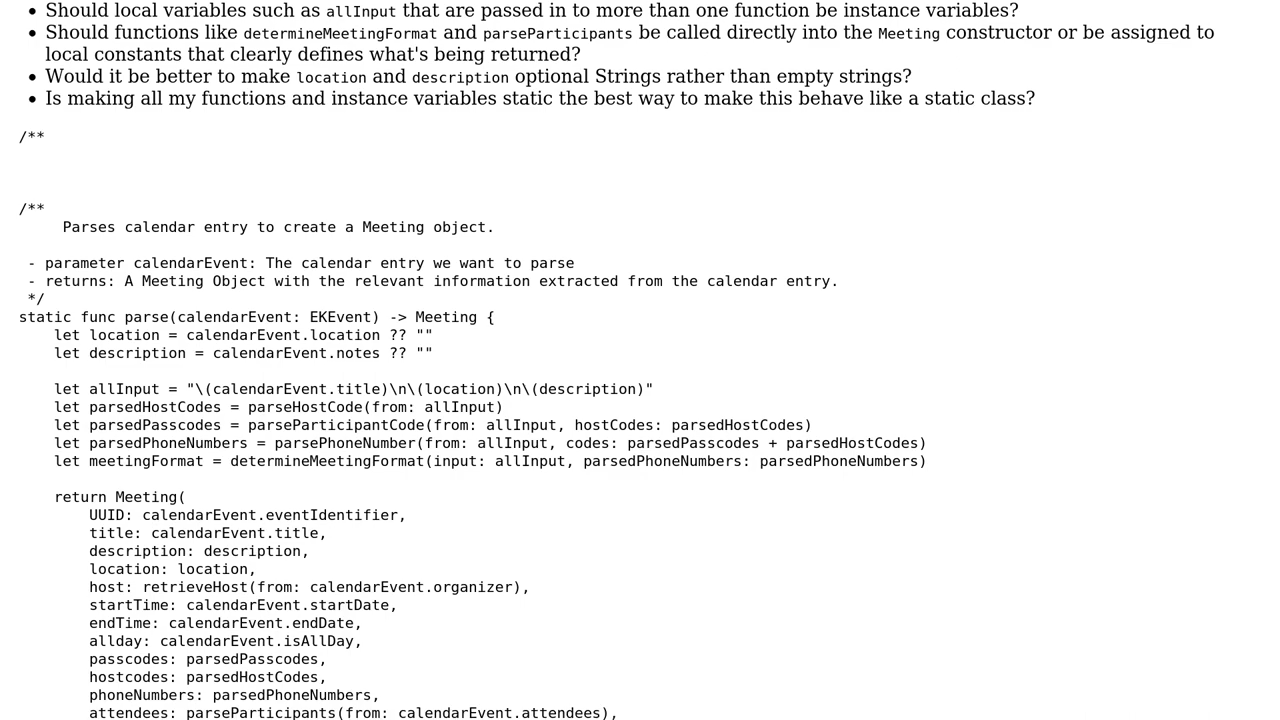 • Should local variables such as allInput that are passed in to more than one function be instance variables?
• Should functions like determineMeetingFormat and parseParticipants be called directly into the Meeting constructor or be assigned to
local constants that clearly defines what's being returned?
• Would it be better to make location and description optional Strings rather than empty strings?
• Is making all my functions and instance variables static the best way to make this behave like a static class?
/**
/**
     Parses calendar entry to create a Meeting object.
 - parameter calendarEvent: The calendar entry we want to parse
 - returns: A Meeting Object with the relevant information extracted from the calendar entry.
 */
static func parse(calendarEvent: EKEvent) -> Meeting {
    let location = calendarEvent.location ?? ""
    let description = calendarEvent.notes ?? ""
    let allInput = "\(calendarEvent.title)\n\(location)\n\(description)"
    let parsedHostCodes = parseHostCode(from: allInput)
    let parsedPasscodes = parseParticipantCode(from: allInput, hostCodes: parsedHostCodes)
    let parsedPhoneNumbers = parsePhoneNumber(from: allInput, codes: parsedPasscodes + parsedHostCodes)
    let meetingFormat = determineMeetingFormat(input: allInput, parsedPhoneNumbers: parsedPhoneNumbers)
    return Meeting(
        UUID: calendarEvent.eventIdentifier,
        title: calendarEvent.title,
        description: description,
        location: location,
        host: retrieveHost(from: calendarEvent.organizer),
        startTime: calendarEvent.startDate,
        endTime: calendarEvent.endDate,
        allday: calendarEvent.isAllDay,
        passcodes: parsedPasscodes,
        hostcodes: parsedHostCodes,
        phoneNumbers: parsedPhoneNumbers,
        attendees: parseParticipants(from: calendarEvent.attendees),